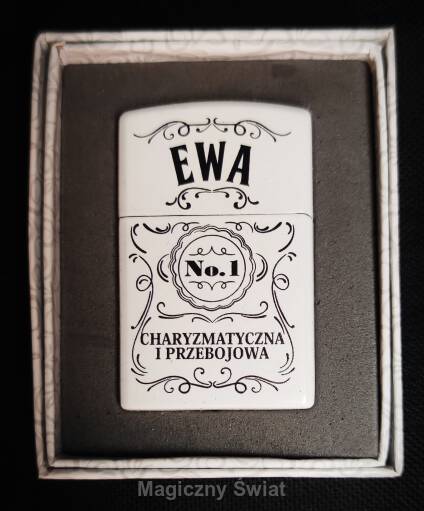 EWA
No. 1
CHARYZMATYCZNA
I PRZEBOJOWA
Magiczny Świat